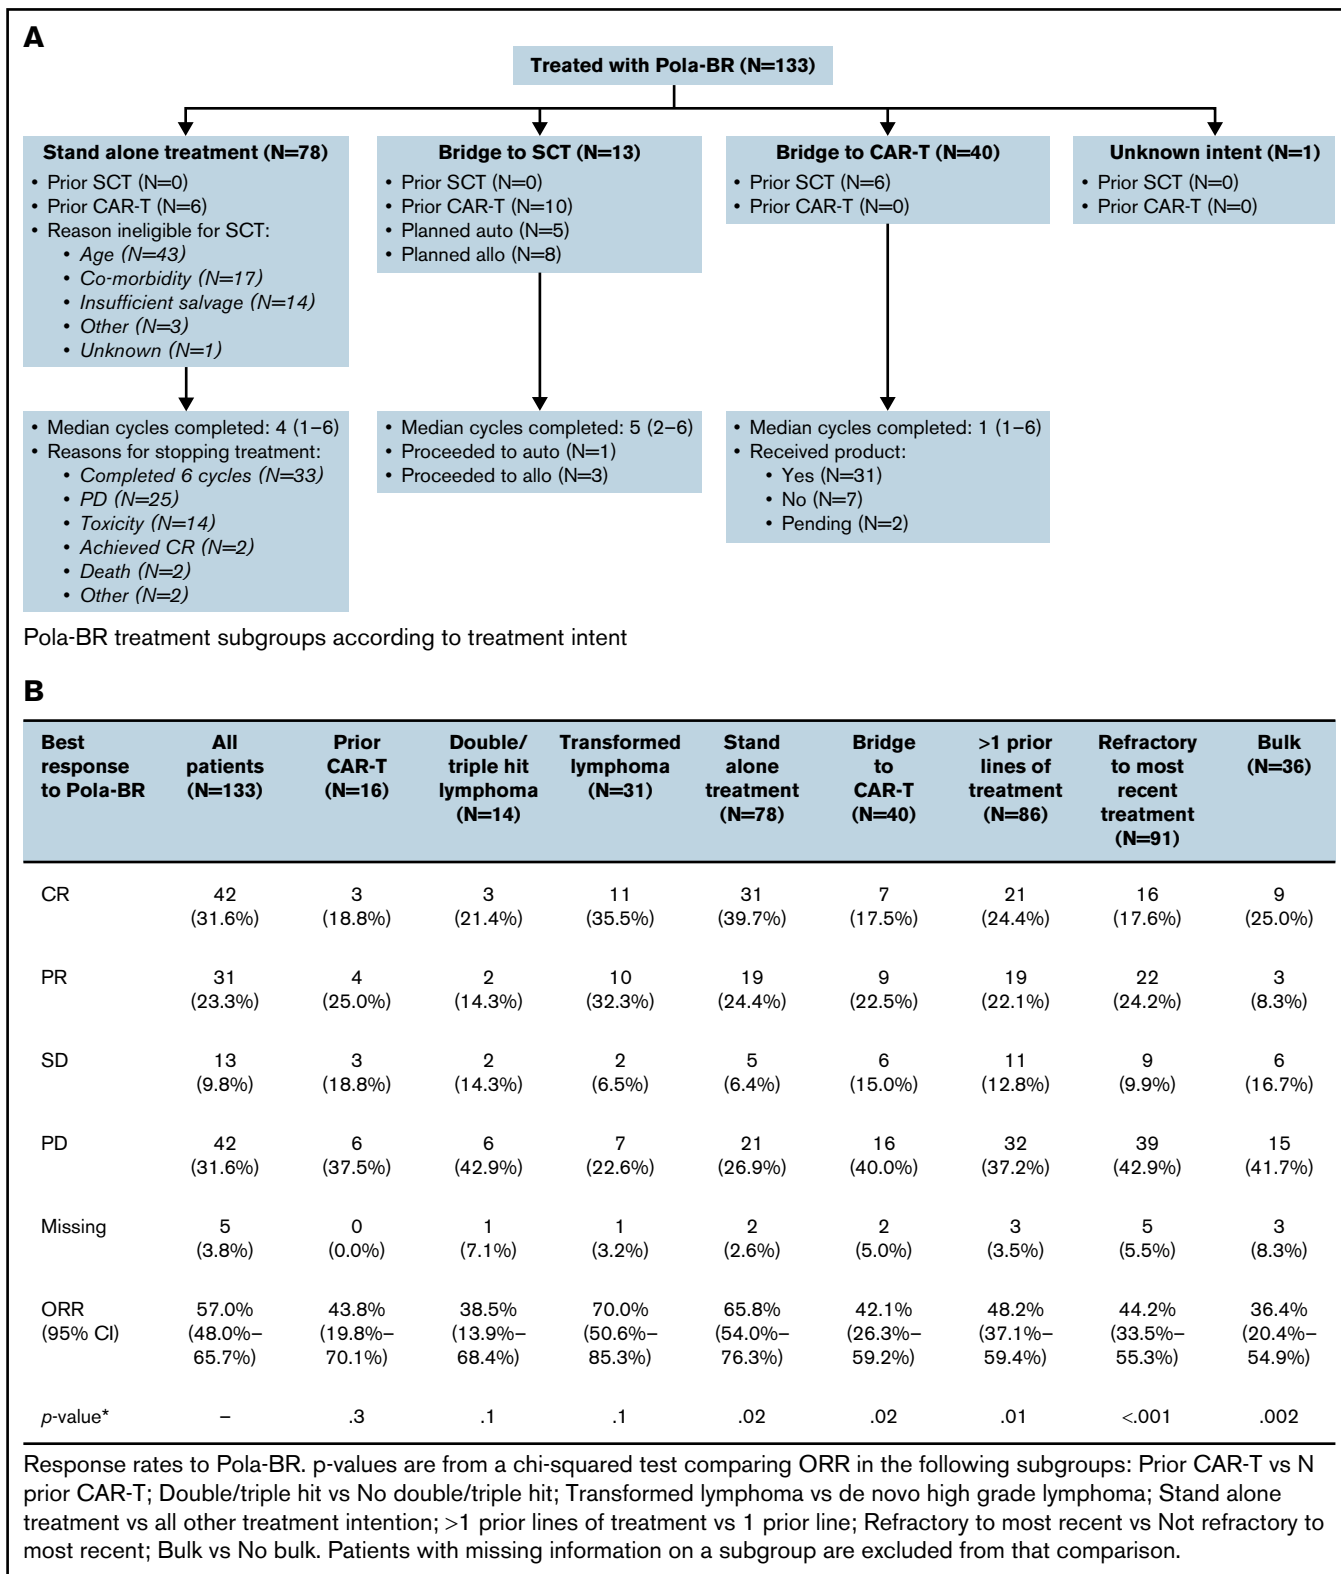 A
Treated with Pola-BR (N=133)
Stand alone treatment (N=78)
• Prior SCT (N=0)
• Prior CAR-T (N=6)
• Reason ineligible for SCT:
• Age (N=43)
• Co-morbidity (N=17)
• Insufficient salvage (N=14)
• Other (N=3)
• Unknown (N=1)
Bridge to SCT (N=13)
• Prior SCT (N=0)
• Prior CAR-T (N=10)
• Planned auto (N=5)
• Planned allo (N=8)
Bridge to CAR-T (N=40)
• Prior SCT (N=6)
• Prior CAR-T (N=0)
Unknown intent (N=1)
• Prior SCT (N=0)
• Prior CAR-T (N=0)
• Median cycles completed: 4 (1–6)
• Reasons for stopping treatment:
• Completed 6 cycles (N=33)
• PD (N=25)
• Toxicity (N=14)
• Achieved CR (N=2)
• Death (N=2)
• Other (N=2)
• Median cycles completed: 5 (2–6)
• Proceeded to auto (N=1)
• Proceeded to allo (N=3)
• Median cycles completed: 1 (1–6)
• Received product:
• Yes (N=31)
• No (N=7)
• Pending (N=2)
Pola-BR treatment subgroups according to treatment intent
B
Best All Prior Double/ Transformed Stand Bridge >1 prior Refractory Bulk
response patients CAR-T triple hit lymphoma alone to lines of to most (N=36)
to Pola-BR (N=133) (N=16) lymphoma (N=31) treatment CAR-T treatment recent
(N=14) (N=78) (N=40) (N=86) treatment
(N=91)
CR 42 3 3 11 31 7 21 16 9
(31.6%) (18.8%) (21.4%) (35.5%) (39.7%) (17.5%) (24.4%) (17.6%) (25.0%)
PR 31 4 2 10 19 9 19 22 3
(23.3%) (25.0%) (14.3%) (32.3%) (24.4%) (22.5%) (22.1%) (24.2%) (8.3%)
SD 13 3 2 2 5 6 11 9 6
(9.8%) (18.8%) (14.3%) (6.5%) (6.4%) (15.0%) (12.8%) (9.9%) (16.7%)
PD 42 6 6 7 21 16 32 39 15
(31.6%) (37.5%) (42.9%) (22.6%) (26.9%) (40.0%) (37.2%) (42.9%) (41.7%)
Missing 5 0 1 1 2 2 3 5 3
(3.8%) (0.0%) (7.1%) (3.2%) (2.6%) (5.0%) (3.5%) (5.5%) (8.3%)
ORR 57.0% 43.8% 38.5% 70.0% 65.8% 42.1% 48.2% 44.2% 36.4%
(95% CI) (48.0%– (19.8%– (13.9%– (50.6%– (54.0%– (26.3%– (37.1%– (33.5%– (20.4%–
65.7%) 70.1%) 68.4%) 85.3%) 76.3%) 59.2%) 59.4%) 55.3%) 54.9%)
p-value* – .3 .1 .1 .02 .02 .01 <.001 .002
Response rates to Pola-BR. p-values are from a chi-squared test comparing ORR in the following subgroups: Prior CAR-T vs N
prior CAR-T; Double/triple hit vs No double/triple hit; Transformed lymphoma vs de novo high grade lymphoma; Stand alone
treatment vs all other treatment intention; >1 prior lines of treatment vs 1 prior line; Refractory to most recent vs Not refractory to
most recent; Bulk vs No bulk. Patients with missing information on a subgroup are excluded from that comparison.